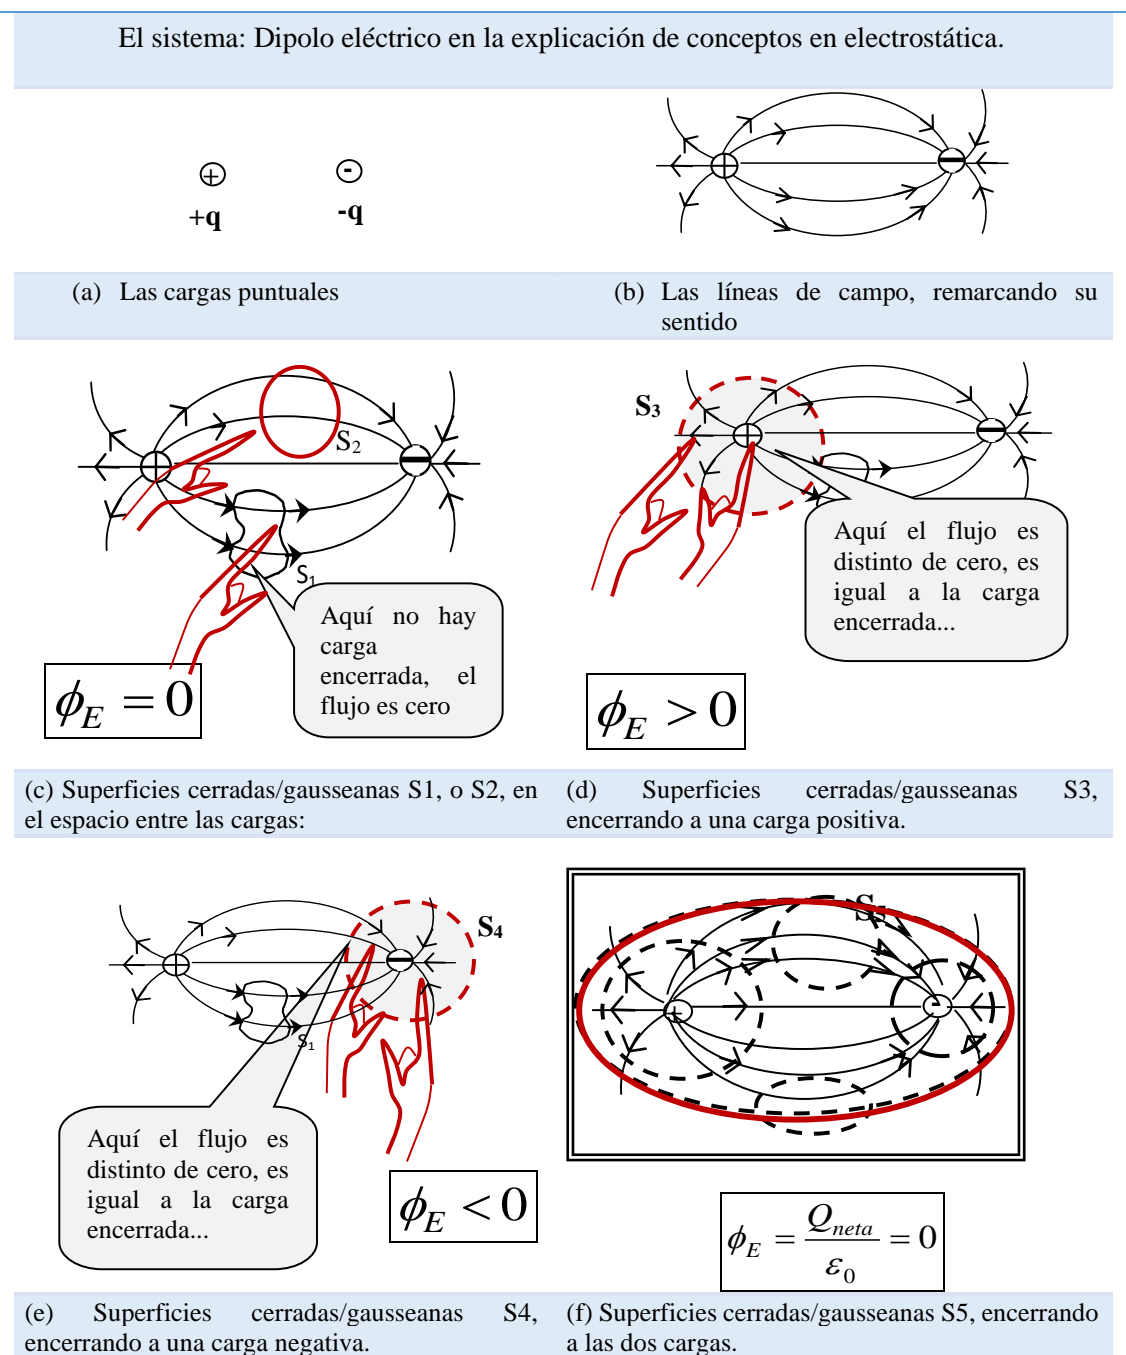 El sistema: Dipolo eléctrico en la explicación de conceptos en electrostática.
+
-
+q
-q
+
−
(a) Las cargas puntuales
(b) Las líneas de campo, remarcando su
sentido
S2
+
−
S1
Aquí no hay
carga
encerrada, el
flujo es cero
ϕE = 0
S3
+
−
Aquí el flujo es
distinto de cero, es
igual a la carga
encerrada...
ϕE > 0
(c) Superficies cerradas/gausseanas S1, o S2, en
el espacio entre las cargas:
(d) Superficies cerradas/gausseanas S3,
encerrando a una carga positiva.
S4
+
−
S1
Aquí el flujo es
distinto de cero, es
igual a la carga
encerrada...
ϕE < 0
S5
+
-
ϕE = Qneta / ε0 = 0
(e) Superficies cerradas/gausseanas S4,
encerrando a una carga negativa.
(f) Superficies cerradas/gausseanas S5, encerrando
a las dos cargas.